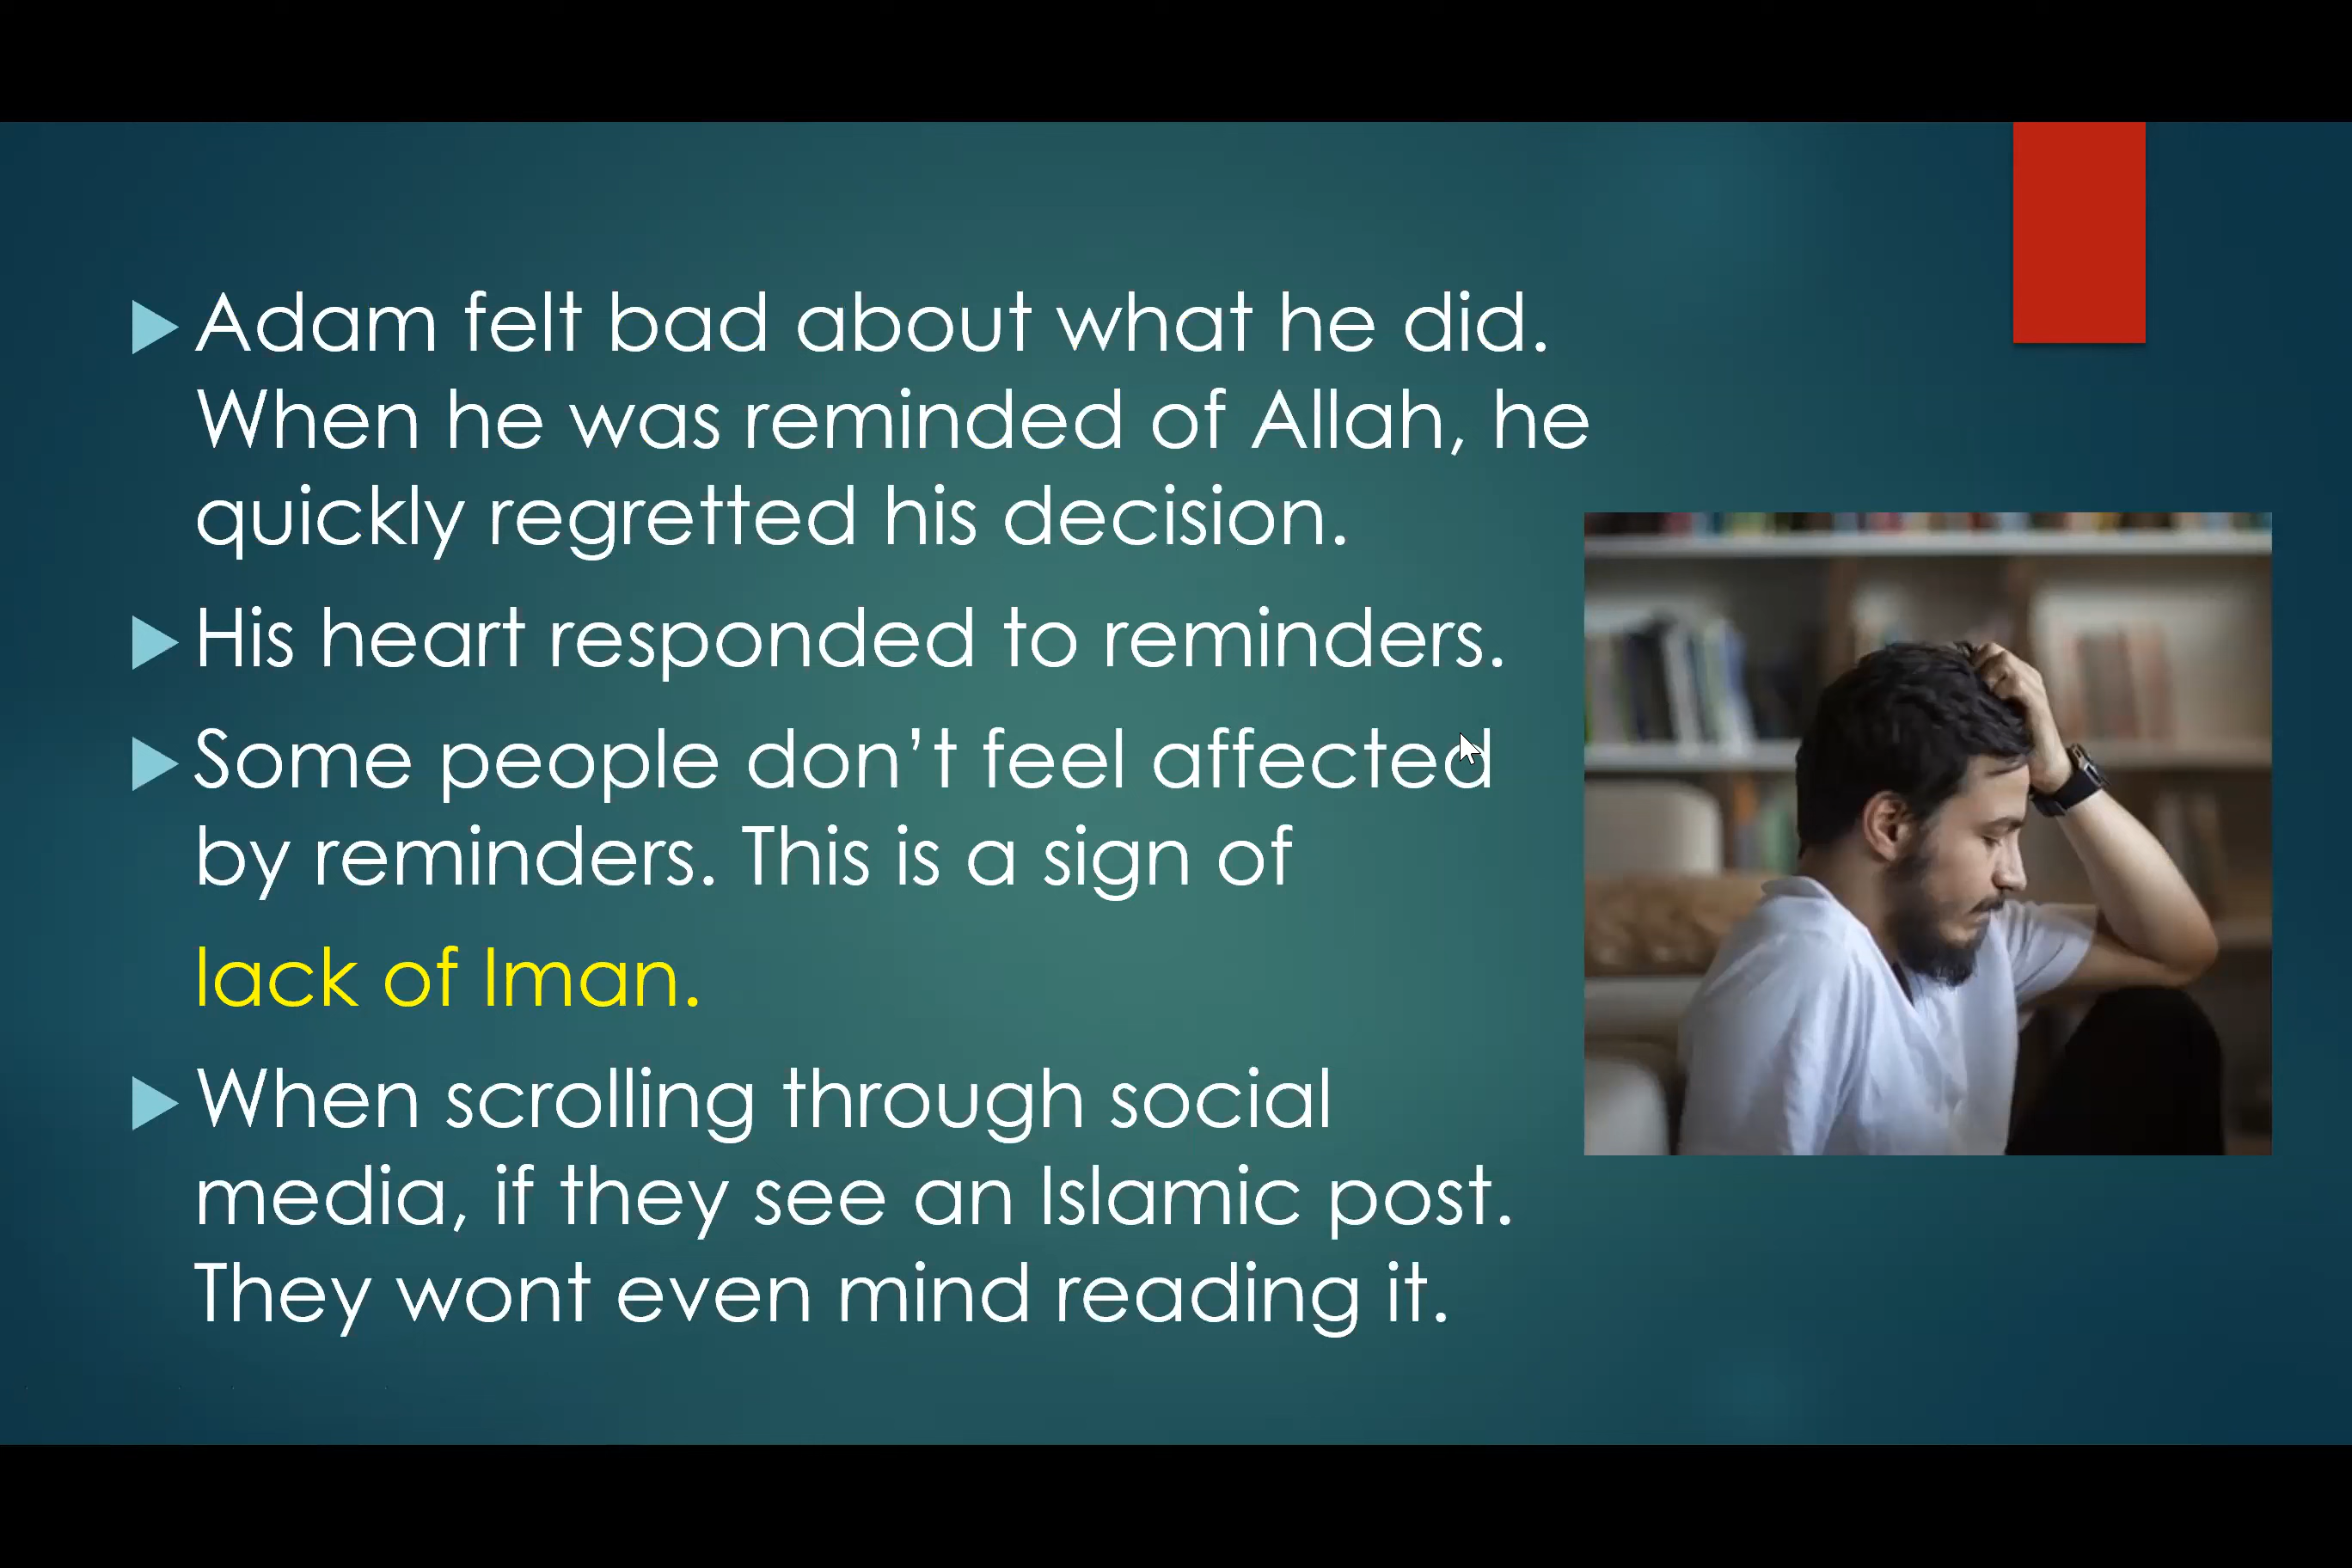 Adam felt bad about what he did.
When he was reminded of Allah, he
quickly regretted his decision.
His heart responded to reminders.
Some people don’t feel affected
by reminders. This is a sign of
lack of Iman.
When scrolling through social
media, if they see an Islamic post.
They wont even mind reading it.